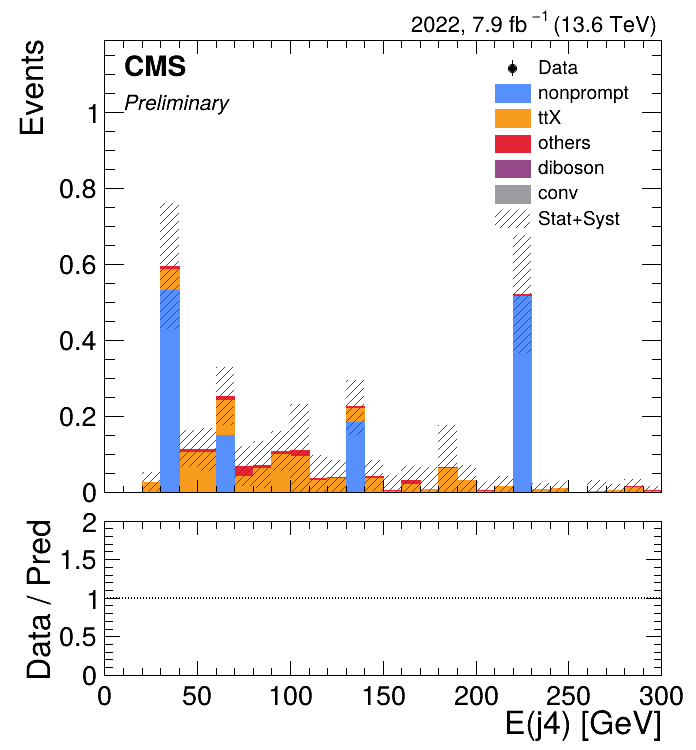 2022, 7.9 fb⁻¹ (13.6 TeV)
CMS
Preliminary
Data
nonprompt
ttX
others
diboson
conv
Stat+Syst
Events
1
0.8
0.6
0.4
0.2
0
Data / Pred
2
1.5
1
0.5
0
0 50 100 150 200 250 300
E(j4) [GeV]